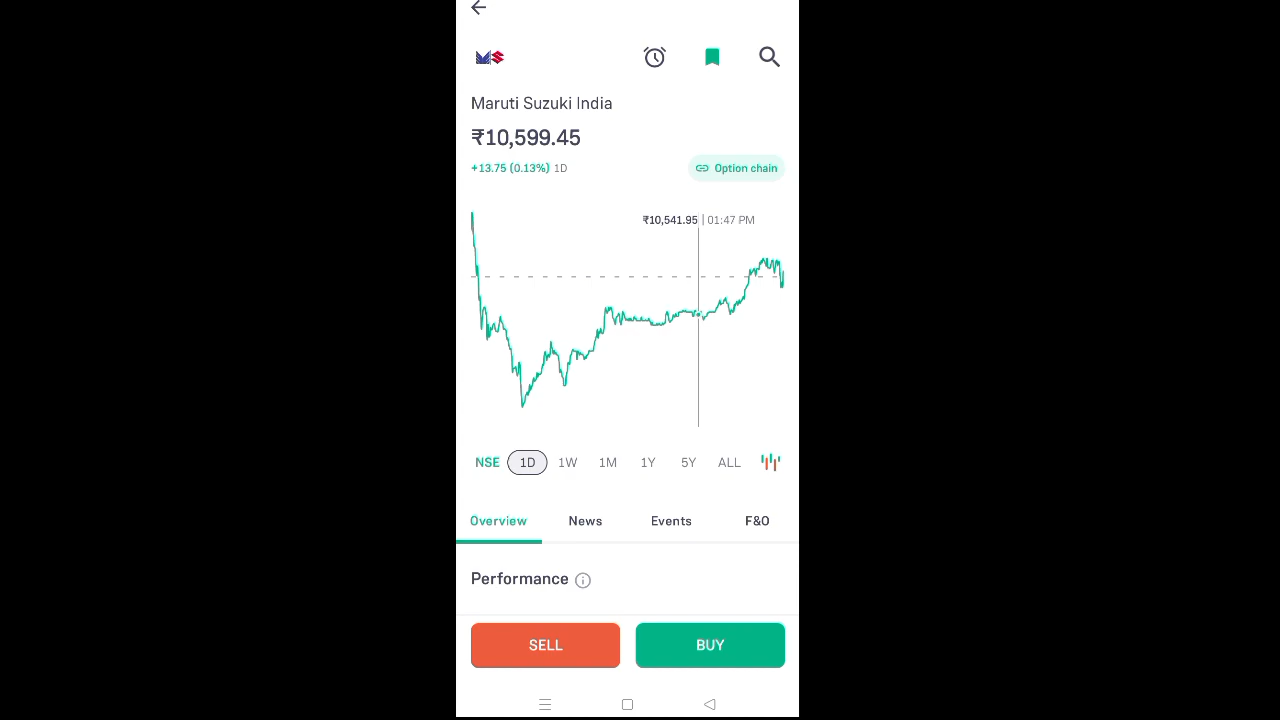 Maruti Suzuki India
₹10,599.45
+13.75 (0.13%) 1D
Option chain
₹10,541.95 | 01:47 PM
NSE 1D 1W 1M 1Y 5Y ALL
Overview News Events F&O
Performance
SELL BUY